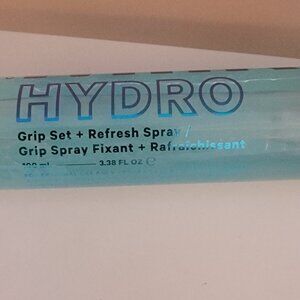 HYDRO
Grip Set + Refresh Spray /
Grip Spray Fixant + Rafraîchissant
100 ml 3.38 FL OZ ℮